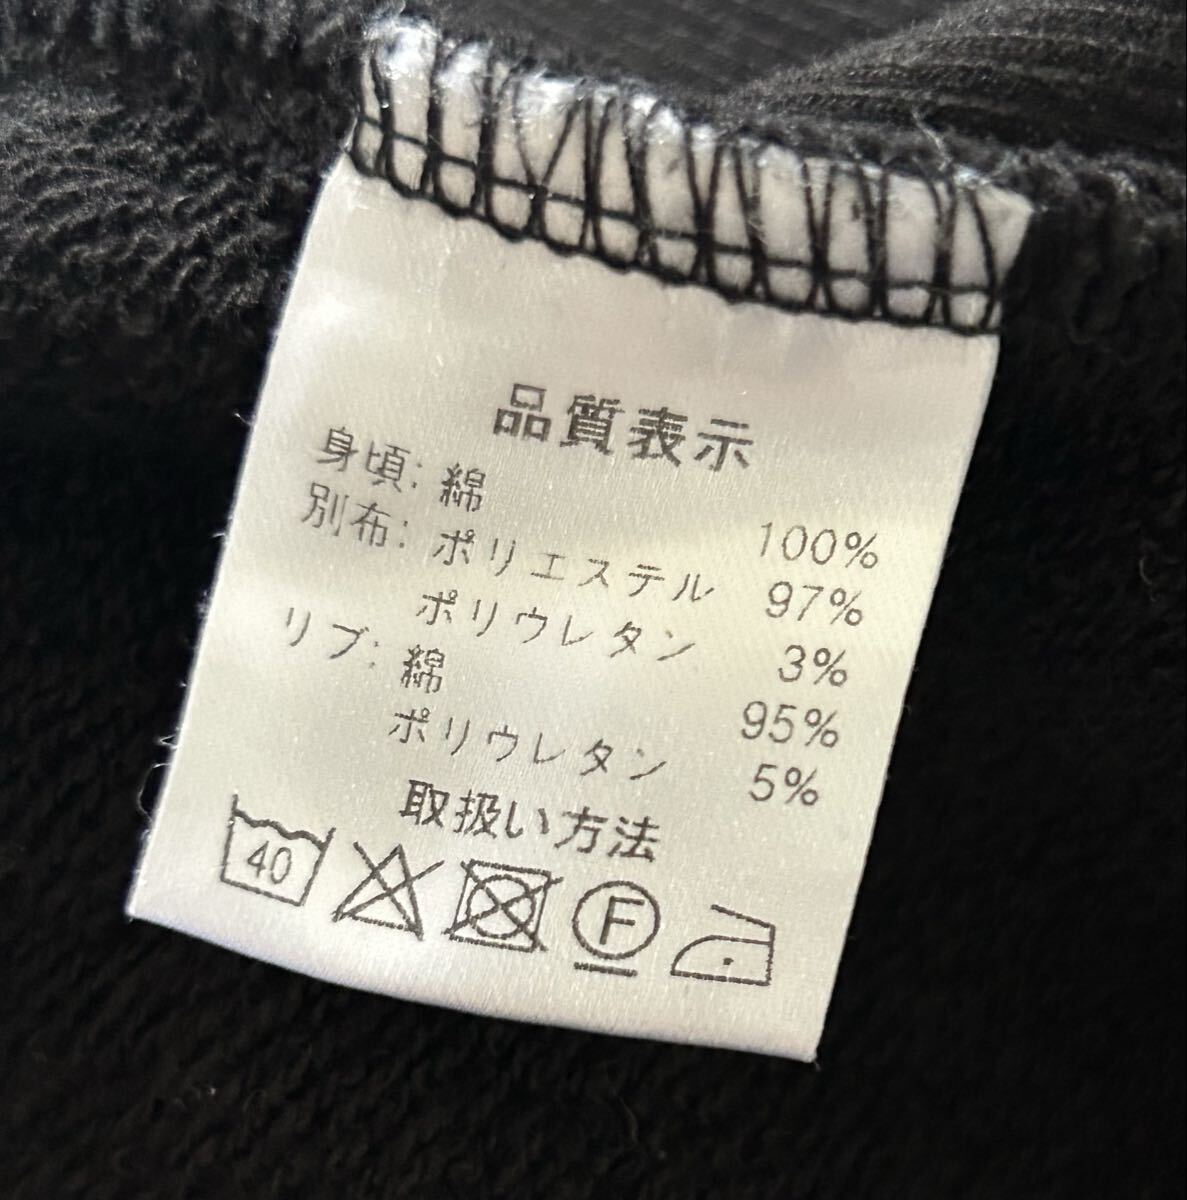 品質表示
身頃: 綿 100%
別布: ポリエステル 97%
ポリウレタン 3%
リブ: 綿 95%
ポリウレタン 5%
取扱い方法
40 F